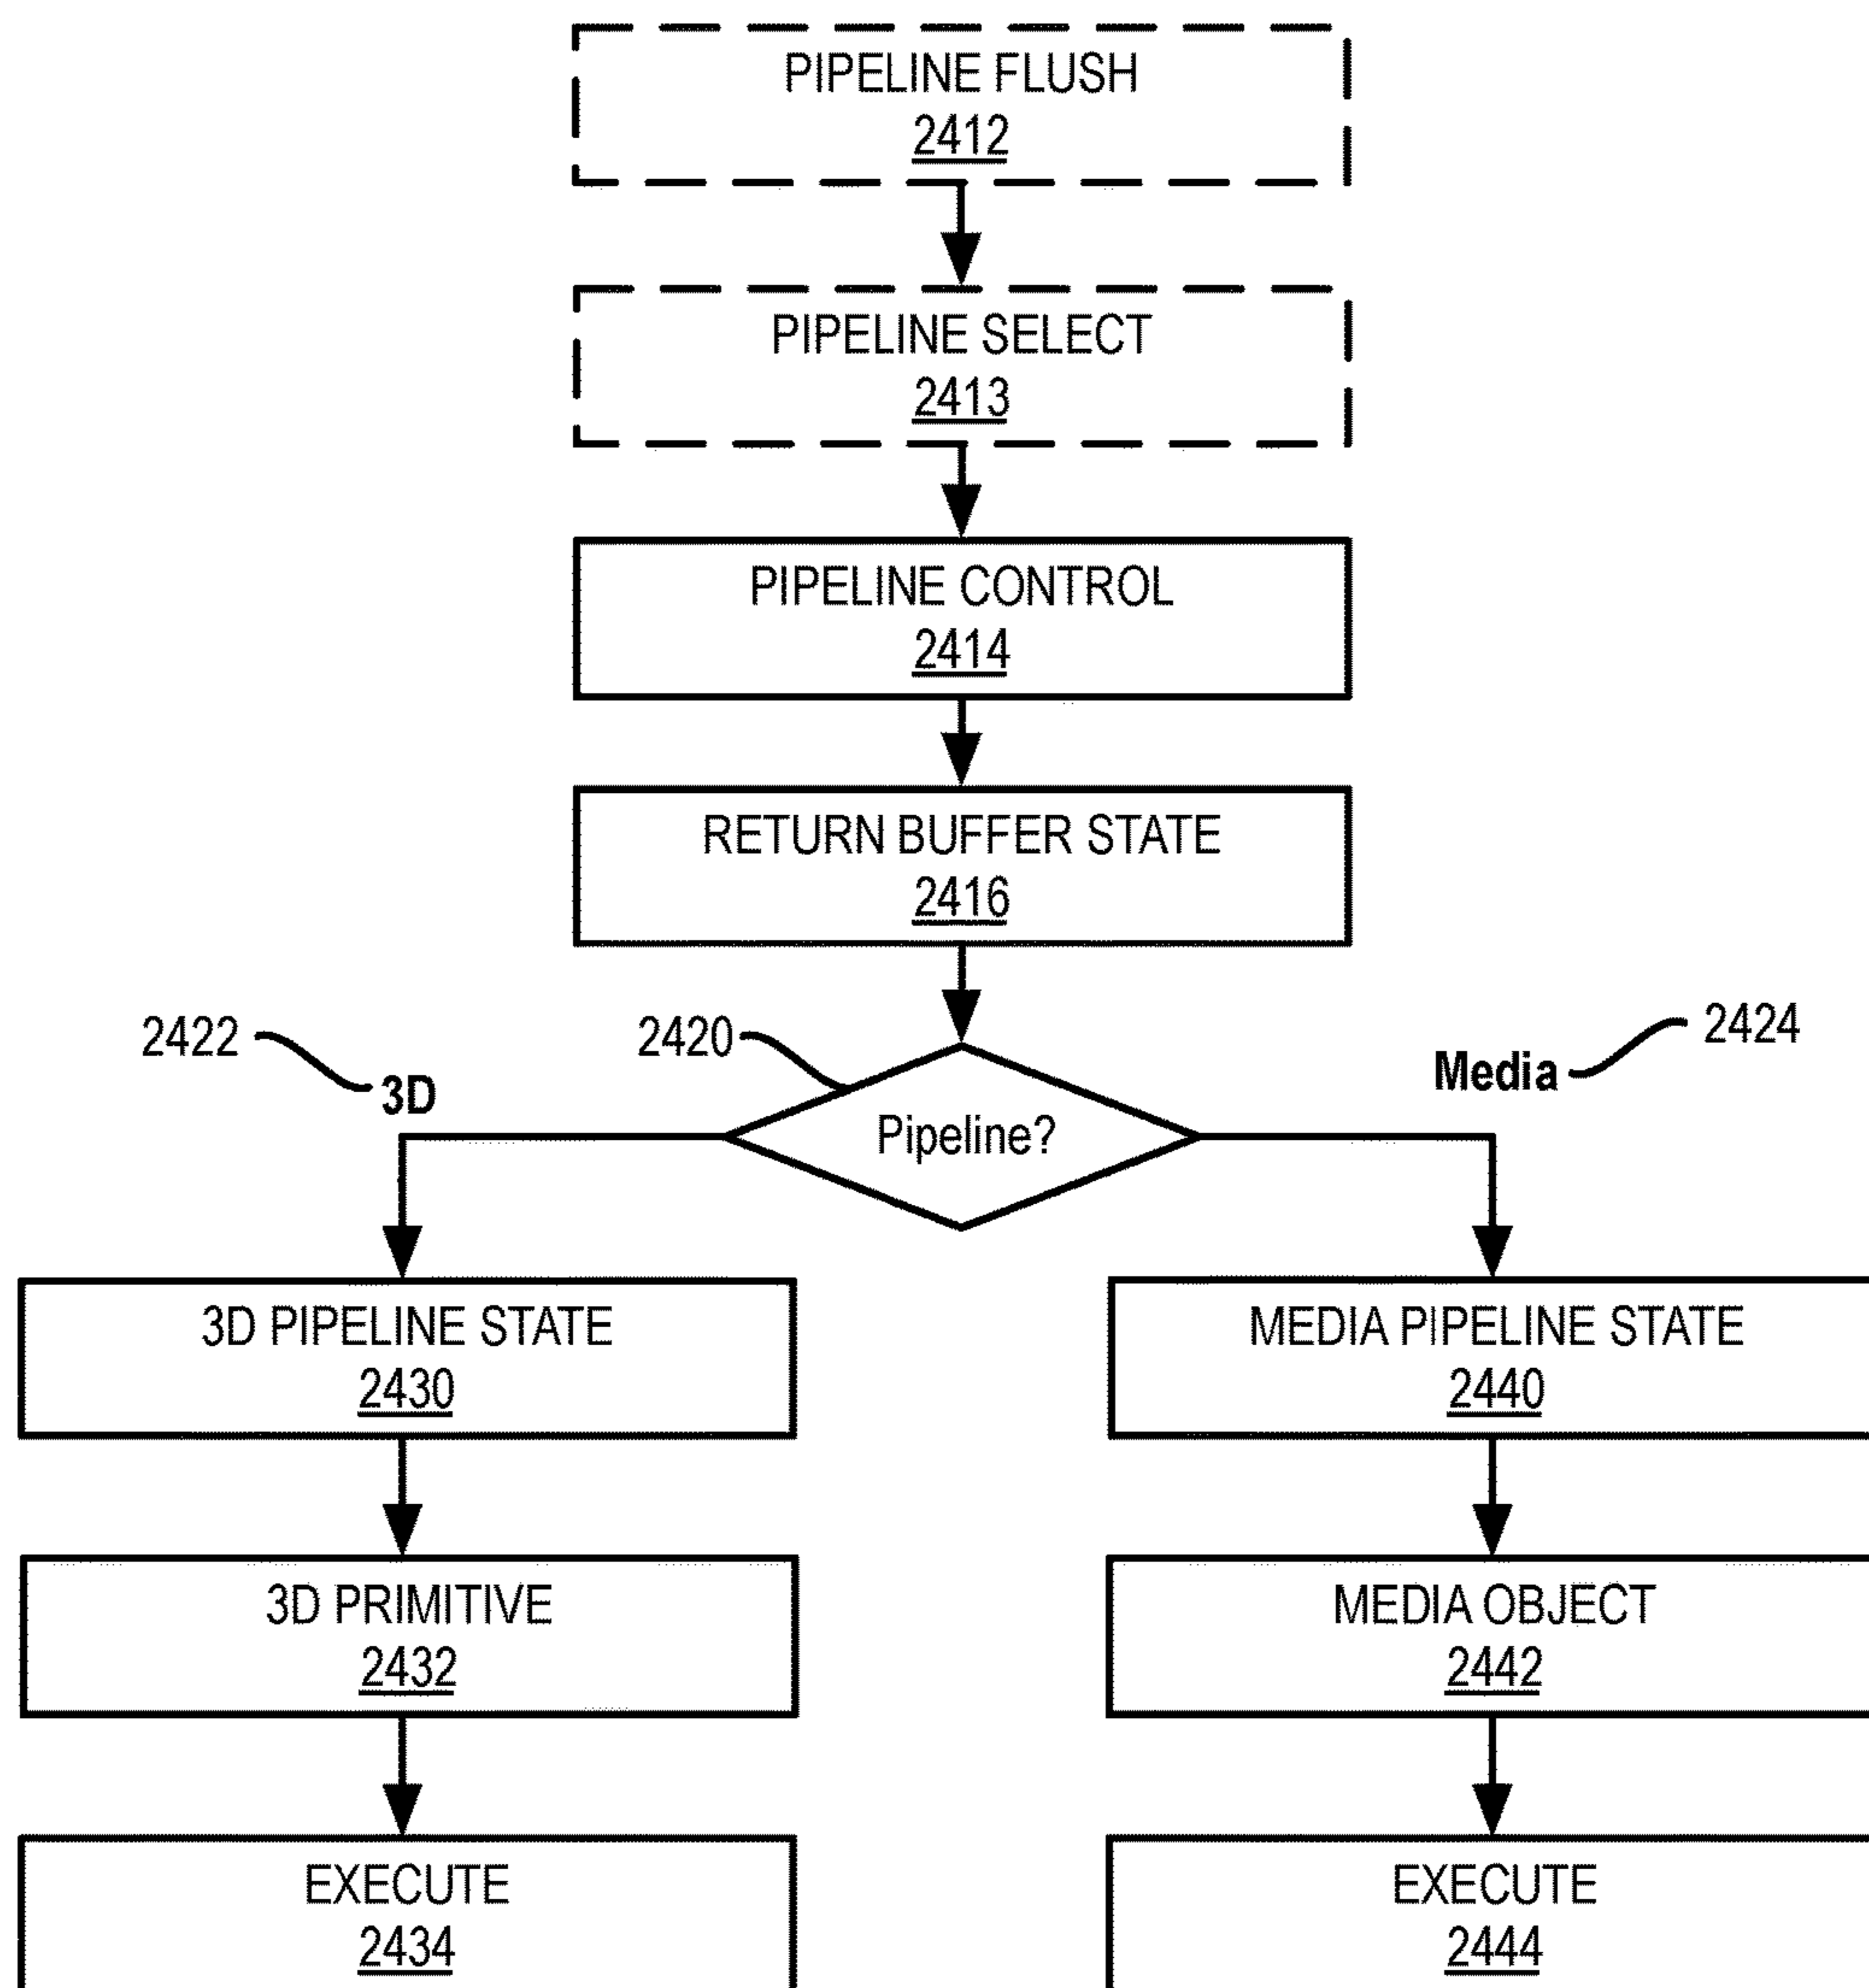 PIPELINE FLUSH
2412
PIPELINE SELECT
2413
PIPELINE CONTROL
2414
RETURN BUFFER STATE
2416
2422
3D
2420
Pipeline?
Media
2424
3D PIPELINE STATE
2430
MEDIA PIPELINE STATE
2440
3D PRIMITIVE
2432
MEDIA OBJECT
2442
EXECUTE
2434
EXECUTE
2444